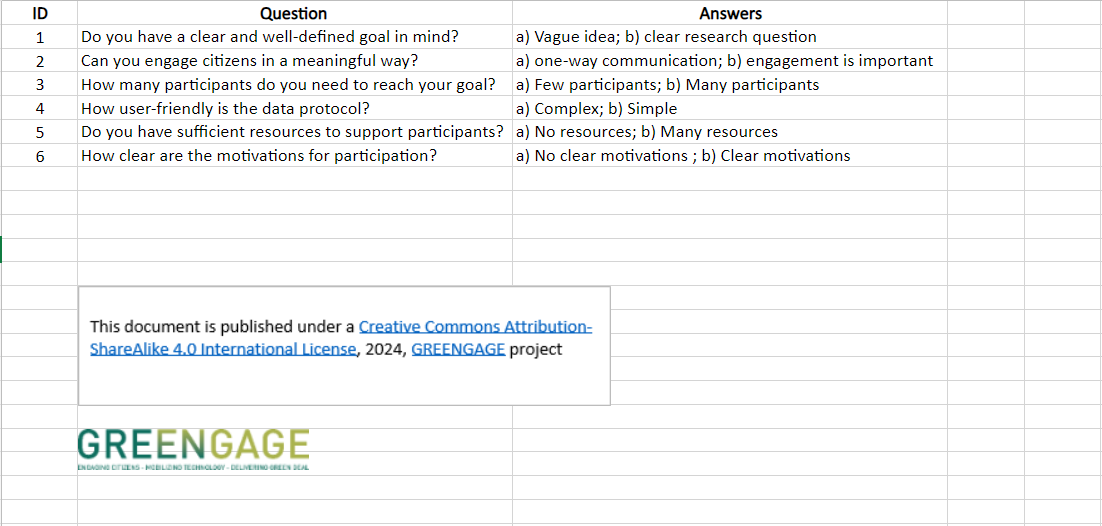 ID Question Answers
1 Do you have a clear and well-defined goal in mind? a) Vague idea; b) clear research question
2 Can you engage citizens in a meaningful way? a) one-way communication; b) engagement is important
3 How many participants do you need to reach your goal? a) Few participants; b) Many participants
4 How user-friendly is the data protocol? a) Complex; b) Simple
5 Do you have sufficient resources to support participants? a) No resources; b) Many resources
6 How clear are the motivations for participation? a) No clear motivations ; b) Clear motivations
This document is published under a Creative Commons Attribution-
ShareAlike 4.0 International License, 2024, GREENGAGE project
GREENGAGE
ENGAGING CITIZENS - MOBILIZING TECHNOLOGY - DELIVERING GREEN DEAL